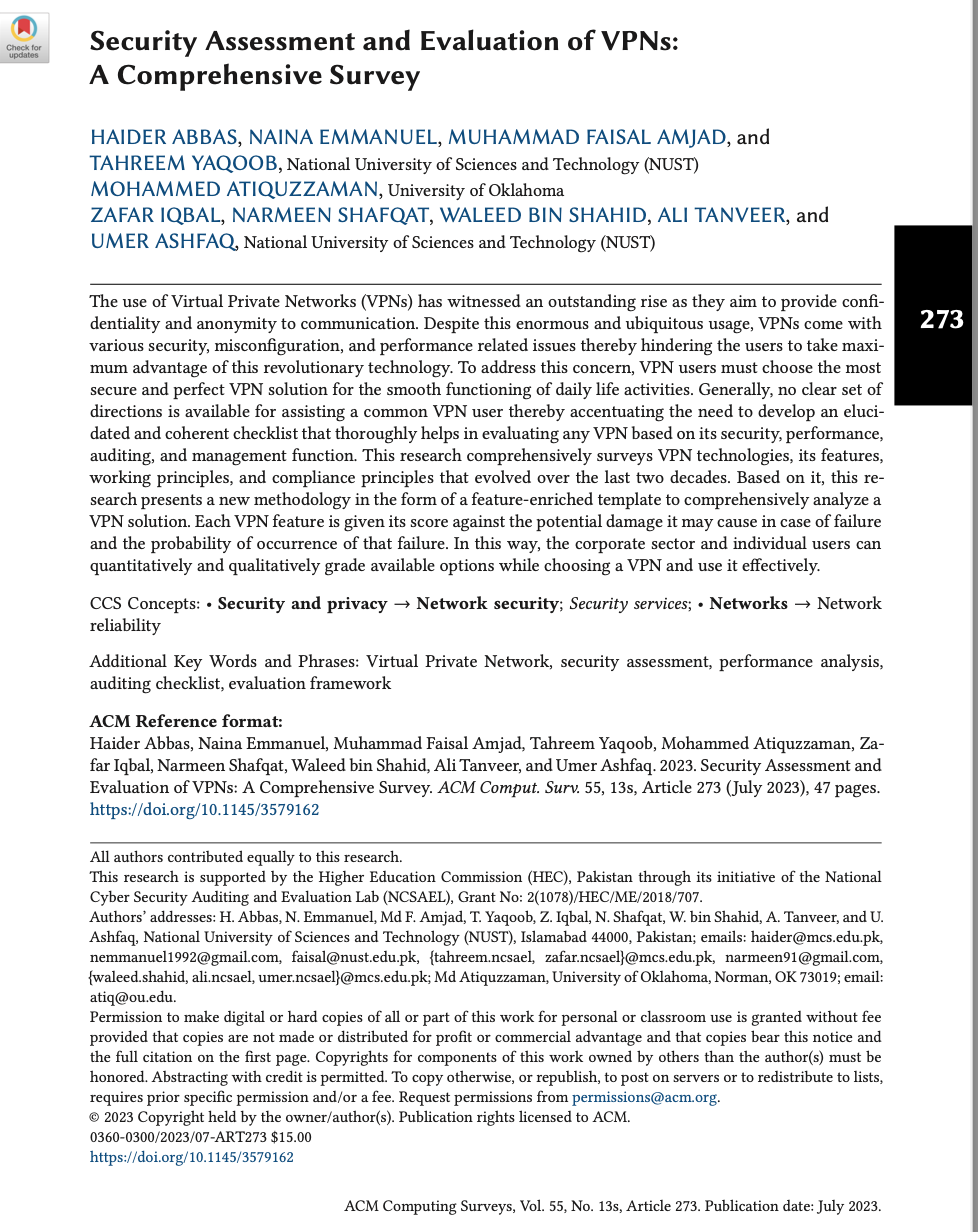 Check for
updates
Security Assessment and Evaluation of VPNs:
A Comprehensive Survey
HAIDER ABBAS, NAINA EMMANUEL, MUHAMMAD FAISAL AMJAD, and
TAHREEM YAQOOB, National University of Sciences and Technology (NUST)
MOHAMMED ATIQUZZAMAN, University of Oklahoma
ZAFAR IQBAL, NARMEEN SHAFQAT, WALEED BIN SHAHID, ALI TANVEER, and
UMER ASHFAQ, National University of Sciences and Technology (NUST)
The use of Virtual Private Networks (VPNs) has witnessed an outstanding rise as they aim to provide confi-
dentiality and anonymity to communication. Despite this enormous and ubiquitous usage, VPNs come with
various security, misconfiguration, and performance related issues thereby hindering the users to take maxi-
mum advantage of this revolutionary technology. To address this concern, VPN users must choose the most
secure and perfect VPN solution for the smooth functioning of daily life activities. Generally, no clear set of
directions is available for assisting a common VPN user thereby accentuating the need to develop an eluci-
dated and coherent checklist that thoroughly helps in evaluating any VPN based on its security, performance,
auditing, and management function. This research comprehensively surveys VPN technologies, its features,
working principles, and compliance principles that evolved over the last two decades. Based on it, this re-
search presents a new methodology in the form of a feature-enriched template to comprehensively analyze a
VPN solution. Each VPN feature is given its score against the potential damage it may cause in case of failure
and the probability of occurrence of that failure. In this way, the corporate sector and individual users can
quantitatively and qualitatively grade available options while choosing a VPN and use it effectively.
CCS Concepts: • Security and privacy → Network security; Security services; • Networks → Network
reliability
Additional Key Words and Phrases: Virtual Private Network, security assessment, performance analysis,
auditing checklist, evaluation framework
ACM Reference format:
Haider Abbas, Naina Emmanuel, Muhammad Faisal Amjad, Tahreem Yaqoob, Mohammed Atiquzzaman, Za-
far Iqbal, Narmeen Shafqat, Waleed bin Shahid, Ali Tanveer, and Umer Ashfaq. 2023. Security Assessment and
Evaluation of VPNs: A Comprehensive Survey. ACM Comput. Surv. 55, 13s, Article 273 (July 2023), 47 pages.
https://doi.org/10.1145/3579162
273
All authors contributed equally to this research.
This research is supported by the Higher Education Commission (HEC), Pakistan through its initiative of the National
Cyber Security Auditing and Evaluation Lab (NCSAEL), Grant No: 2(1078)/HEC/ME/2018/707.
Authors' addresses: H. Abbas, N. Emmanuel, Md F. Amjad, T. Yaqoob, Z. Iqbal, N. Shafqat, W. bin Shahid, A. Tanveer, and U.
Ashfaq, National University of Sciences and Technology (NUST), Islamabad 44000, Pakistan; emails: haider@mcs.edu.pk,
nemmanuel1992@gmail.com, faisal@nust.edu.pk, {tahreem.ncsael, zafar.ncsael}@mcs.edu.pk, narmeen91@gmail.com,
{waleed.shahid, ali.ncsael, umer.ncsael}@mcs.edu.pk; Md Atiquzzaman, University of Oklahoma, Norman, OK 73019; email:
atiq@ou.edu.
Permission to make digital or hard copies of all or part of this work for personal or classroom use is granted without fee
provided that copies are not made or distributed for profit or commercial advantage and that copies bear this notice and
the full citation on the first page. Copyrights for components of this work owned by others than the author(s) must be
honored. Abstracting with credit is permitted. To copy otherwise, or republish, to post on servers or to redistribute to lists,
requires prior specific permission and/or a fee. Request permissions from permissions@acm.org.
© 2023 Copyright held by the owner/author(s). Publication rights licensed to ACM.
0360-0300/2023/07-ART273 $15.00
https://doi.org/10.1145/3579162
ACM Computing Surveys, Vol. 55, No. 13s, Article 273. Publication date: July 2023.